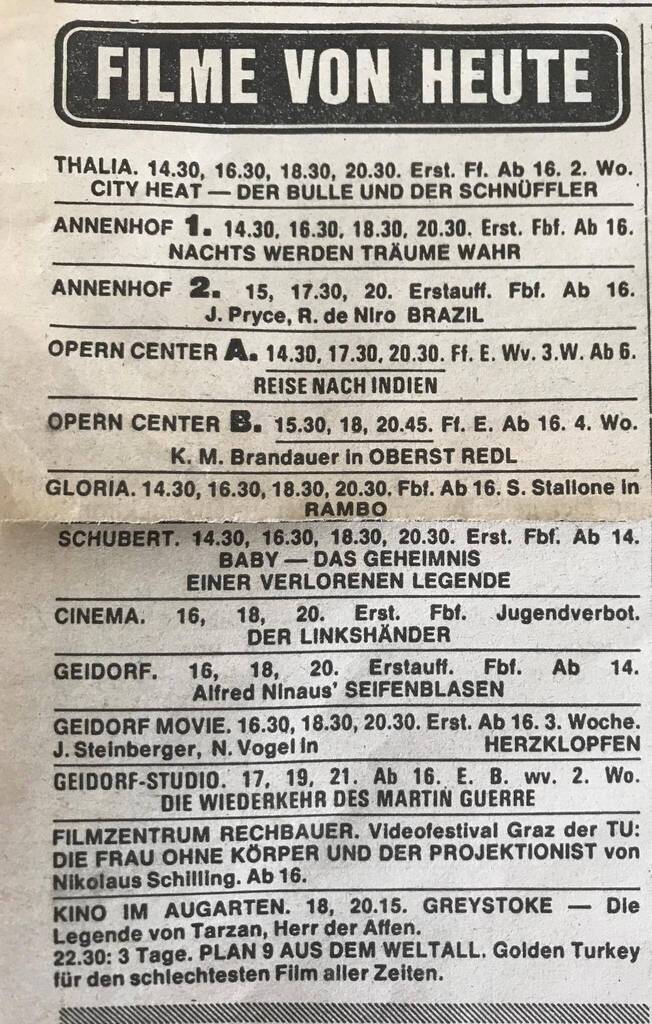 FILME VON HEUTE
THALIA. 14.30, 16.30, 18.30, 20.30. Erst. Ff. Ab 16. 2. Wo.
CITY HEAT — DER BULLE UND DER SCHNÜFFLER
ANNENHOF 1. 14.30, 16.30, 18.30, 20.30. Erst. Fbf. Ab 16.
NACHTS WERDEN TRÄUME WAHR
ANNENHOF 2. 15, 17.30, 20. Erstauff. Fbf. Ab 16.
J. Pryce, R. de Niro BRAZIL
OPERN CENTER A. 14.30, 17.30, 20.30. Ff. E. Wv. 3.W. Ab 6.
REISE NACH INDIEN
OPERN CENTER B. 15.30, 18, 20.45. Ff. E. Ab 16. 4. Wo.
K. M. Brandauer in OBERST REDL
GLORIA. 14.30, 16.30, 18.30, 20.30. Fbf. Ab 16. S. Stallone in
RAMBO
SCHUBERT. 14.30, 16.30, 18.30, 20.30. Erst. Fbf. Ab 14.
BABY — DAS GEHEIMNIS
EINER VERLORENEN LEGENDE
CINEMA. 16, 18, 20. Erst. Fbf. Jugendverbot.
DER LINKSHÄNDER
GEIDORF. 16, 18, 20. Erstauff. Fbf. Ab 14.
Alfred Ninaus' SEIFENBLASEN
GEIDORF MOVIE. 16.30, 18.30, 20.30. Erst. Ab 16. 3. Woche.
J. Steinberger, N. Vogel in HERZKLOPFEN
GEIDORF-STUDIO. 17, 19, 21. Ab 16. E. B. wv. 2. Wo.
DIE WIEDERKEHR DES MARTIN GUERRE
FILMZENTRUM RECHBAUER. Videofestival Graz der TU:
DIE FRAU OHNE KÖRPER UND DER PROJEKTIONIST von
Nikolaus Schilling. Ab 16.
KINO IM AUGARTEN. 18, 20.15. GREYSTOKE — Die
Legende von Tarzan, Herr der Affen.
22.30: 3 Tage. PLAN 9 AUS DEM WELTALL. Golden Turkey
für den schlechtesten Film aller Zeiten.